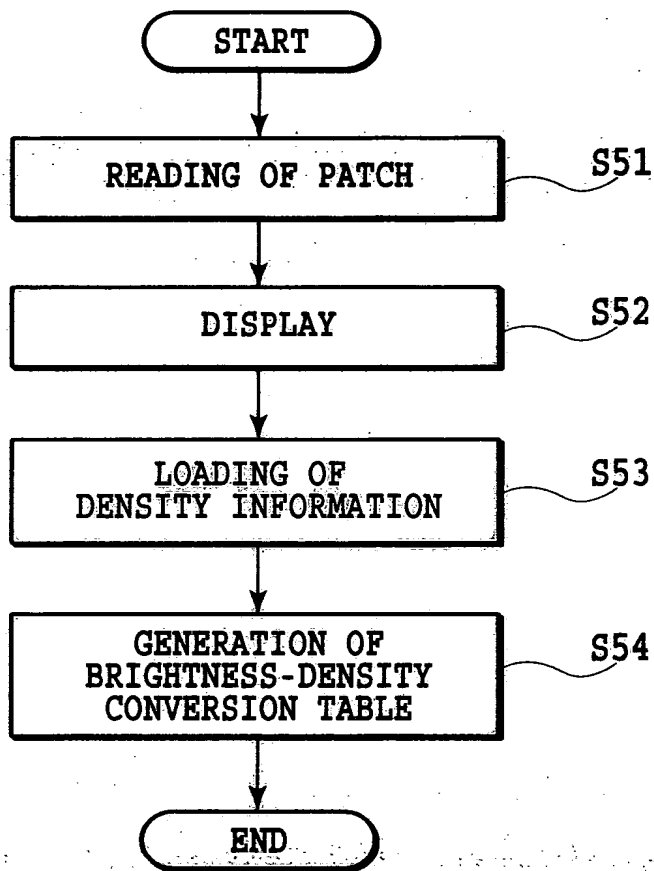 START
READING OF PATCH
S51
DISPLAY
S52
LOADING OF
DENSITY INFORMATION
S53
GENERATION OF
BRIGHTNESS-DENSITY
CONVERSION TABLE
S54
END